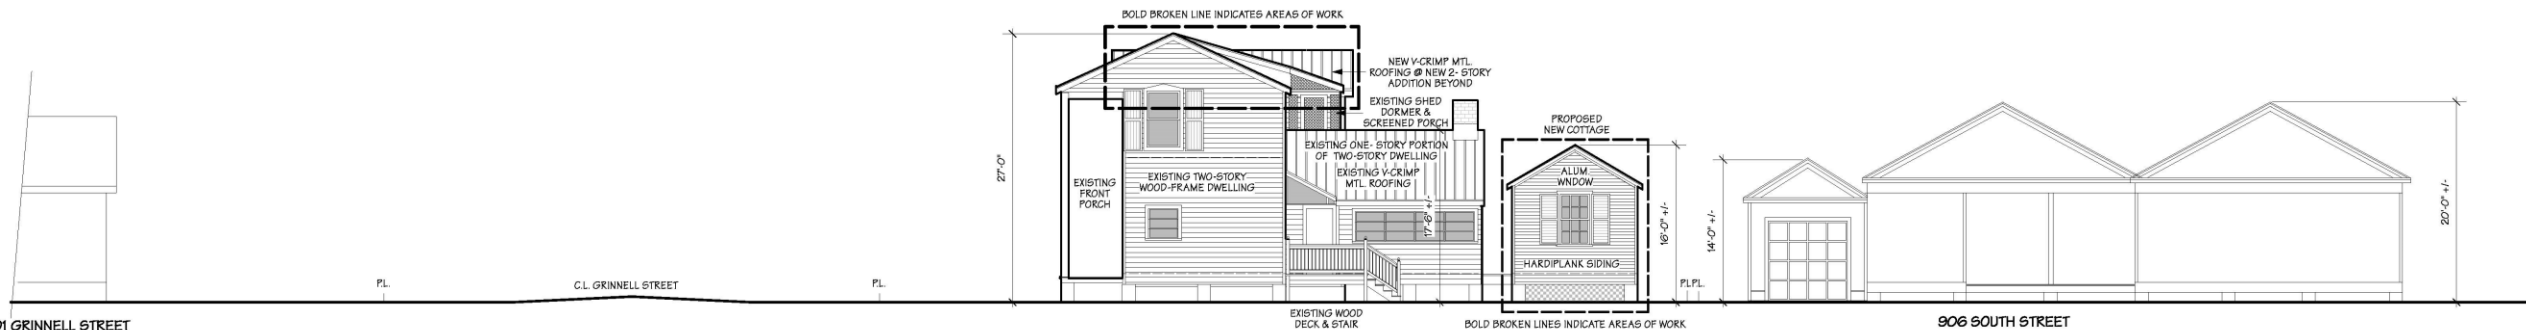 BOLD BROKEN LINE INDICATES AREAS OF WORK
27'-0"
NEW V-CRIMP MTL.
ROOFING @ NEW 2- STORY
ADDITION BEYOND
EXISTING SHED
DORMER &
SCREENED PORCH
EXISTING ONE- STORY PORTION
OF TWO-STORY DWELLING
EXISTING V-CRIMP
MTL. ROOFING
EXISTING TWO-STORY
WOOD-FRAME DWELLING
EXISTING
FRONT
PORCH
17'-6" +/-
PROPOSED
NEW COTTAGE
ALUM.
WNDOW
HARDIPLANK SIDING
16'-0" +/-
14'-0" +/-
20'-0" +/-
P.L.
C.L. GRINNELL STREET
P.L.
P.L.
P.L.
EXISTING WOOD
DECK & STAIR
BOLD BROKEN LINES INDICATE AREAS OF WORK
01 GRINNELL STREET
906 SOUTH STREET